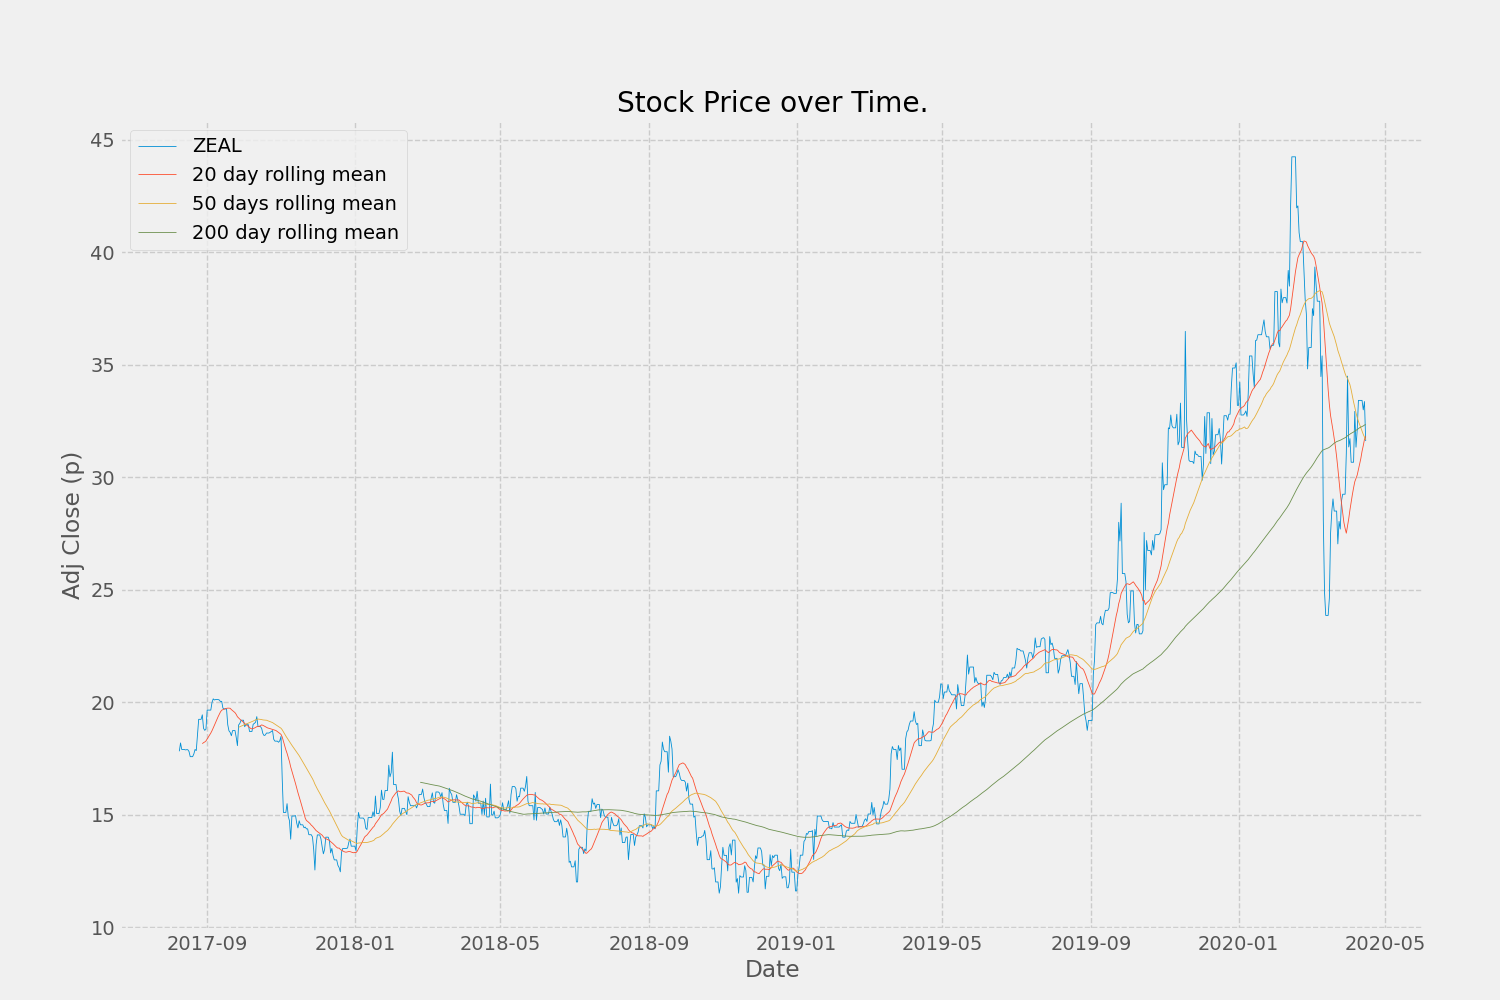 Stock Price over Time.
ZEAL
20 day rolling mean
50 days rolling mean
200 day rolling mean
Adj Close (p)
45
40
35
30
25
20
15
10
2017-09 2018-01 2018-05 2018-09 2019-01 2019-05 2019-09 2020-01 2020-05
Date